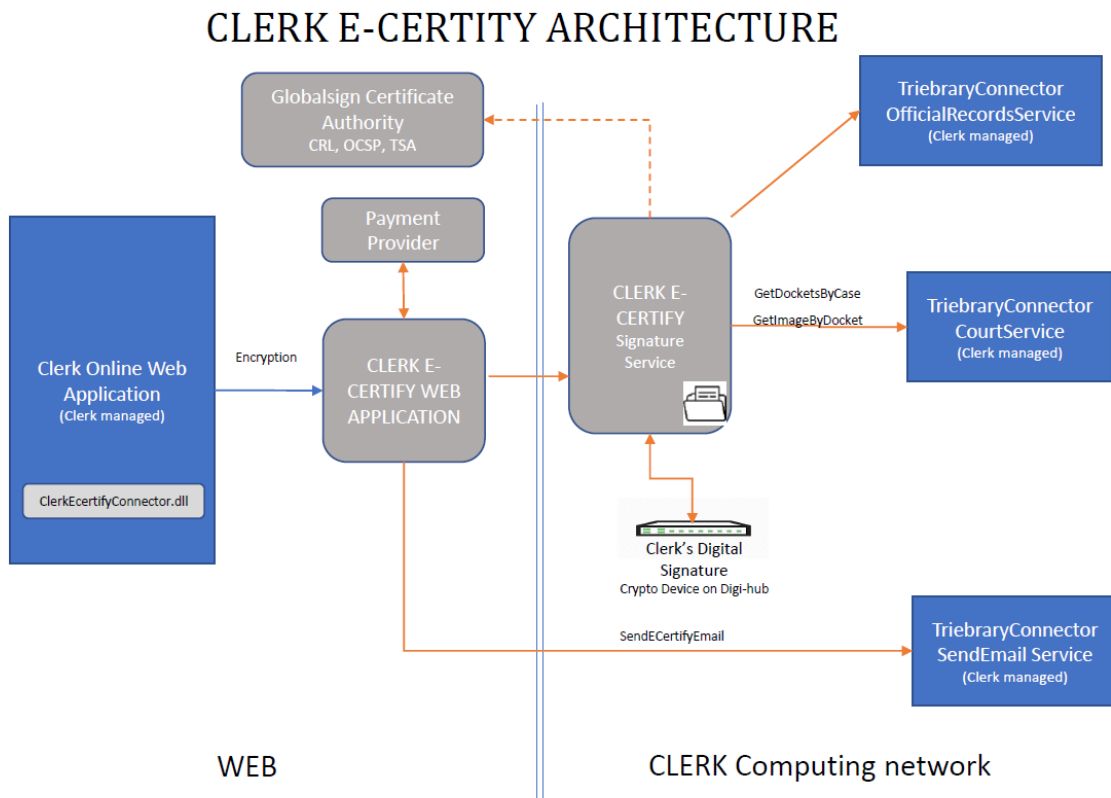 CLERK E-CERTITY ARCHITECTURE
Globalsign Certificate
Authority
CRL, OCSP, TSA
TriebraryConnector
OfficialRecordsService
(Clerk managed)
Payment
Provider
Clerk Online Web
Application
(Clerk managed)
ClerkEcertifyConnector.dll
Encryption
CLERK E-
CERTIFY WEB
APPLICATION
CLERK E-
CERTIFY
Signature
Service
GetDocketsByCase
GetImageByDocket
TriebraryConnector
CourtService
(Clerk managed)
Clerk's Digital
Signature
Crypto Device on Digi-hub
SendECertifyEmail
TriebraryConnector
SendEmail Service
(Clerk managed)
WEB
CLERK Computing network